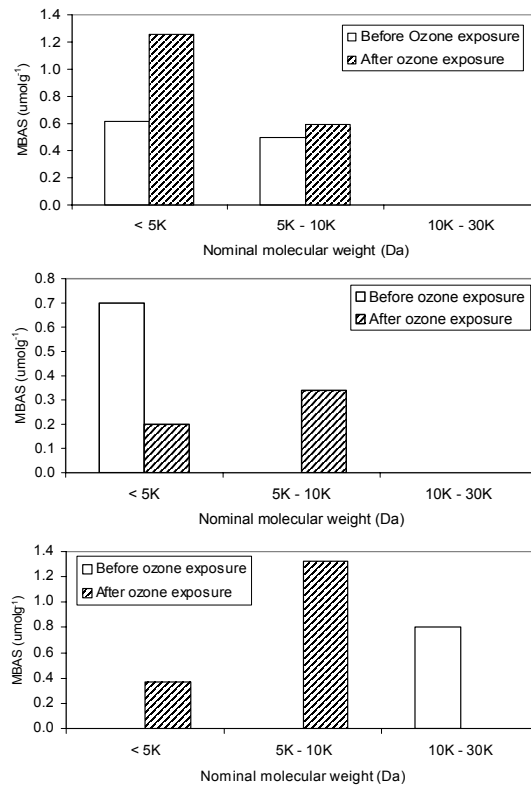 1.4
1.2
1.0
0.8
0.6
0.4
0.2
0.0
MBAS (umolg-1)
Before Ozone exposure
After ozone exposure
< 5K 5K - 10K 10K - 30K
Nominal molecular weight (Da)
0.8
0.7
0.6
0.5
0.4
0.3
0.2
0.1
0.0
MBAS (umolg-1)
Before ozone exposure
After ozone exposure
< 5K 5K - 10K 10K - 30K
Nominal molecular weight (Da)
1.4
1.2
1.0
0.8
0.6
0.4
0.2
0.0
MBAS (umolg-1)
Before ozone exposure
After ozone exposure
< 5K 5K - 10K 10K - 30K
Nominal molecular weight (Da)